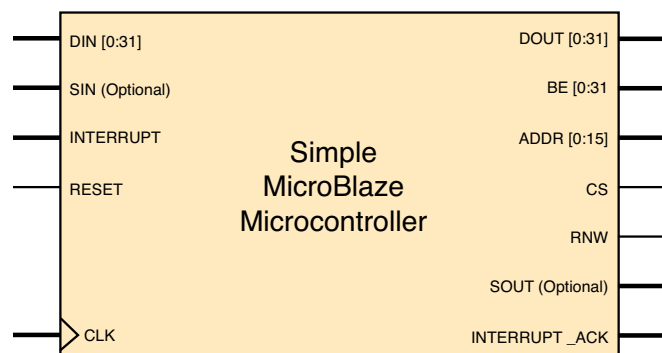 DIN [0:31]
SIN (Optional)
INTERRUPT
RESET
CLK
Simple
MicroBlaze
Microcontroller
DOUT [0:31]
BE [0:31
ADDR [0:15]
CS
RNW
SOUT (Optional)
INTERRUPT _ACK